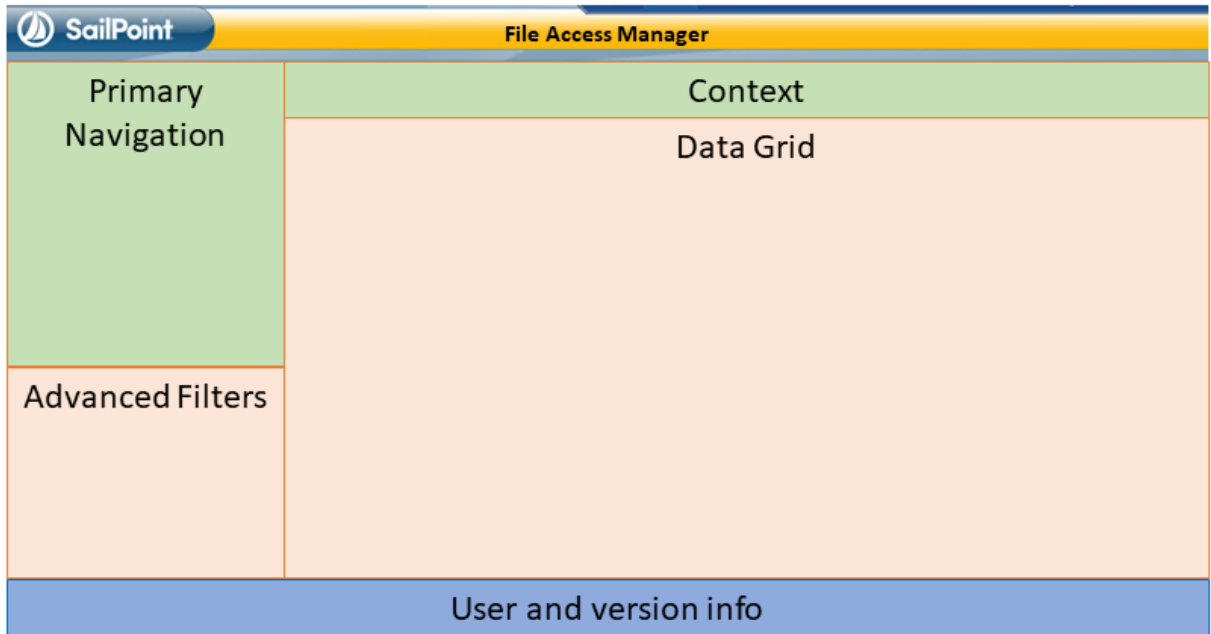 SailPoint
File Access Manager
Primary
Navigation
Context
Data Grid
Advanced Filters
User and version info